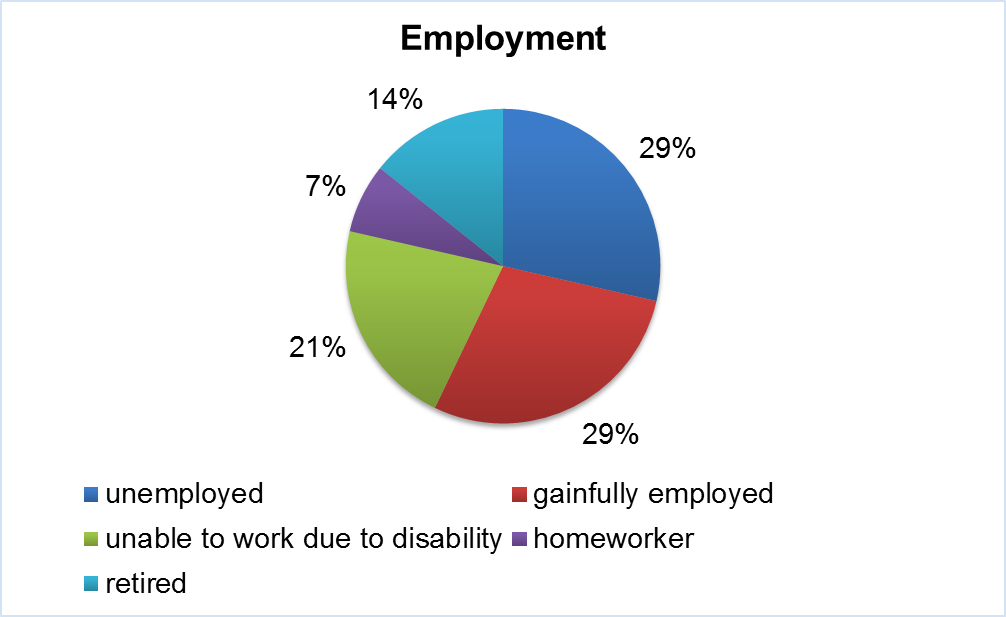 Employment
14%
29%
7%
21%
29%
unemployed
gainfully employed
unable to work due to disability
homeworker
retired